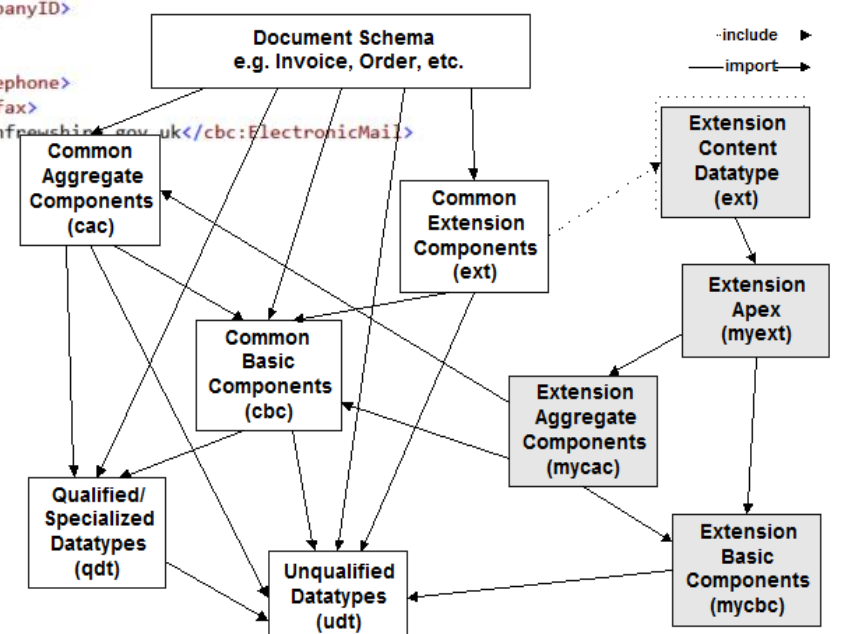 panyID>
Document Schema
e.g. Invoice, Order, etc.
include
import
ephone>
fax>
nfrewship.gov.uk</cbc:ElectronicMail>
Common
Aggregate
Components
(cac)
Common
Extension
Components
(ext)
Extension
Content
Datatype
(ext)
Extension
Apex
(myext)
Common
Basic
Components
(cbc)
Extension
Aggregate
Components
(mycac)
Qualified/
Specialized
Datatypes
(qdt)
Unqualified
Datatypes
(udt)
Extension
Basic
Components
(mycbc)